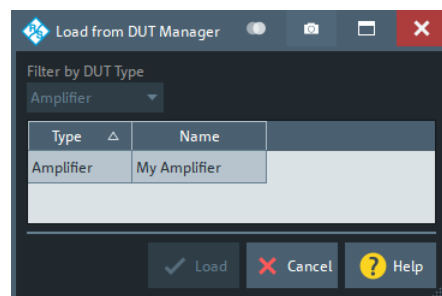 Load from DUT Manager
Filter by DUT Type
Amplifier
Type Name
Amplifier My Amplifier
Load Cancel ? Help